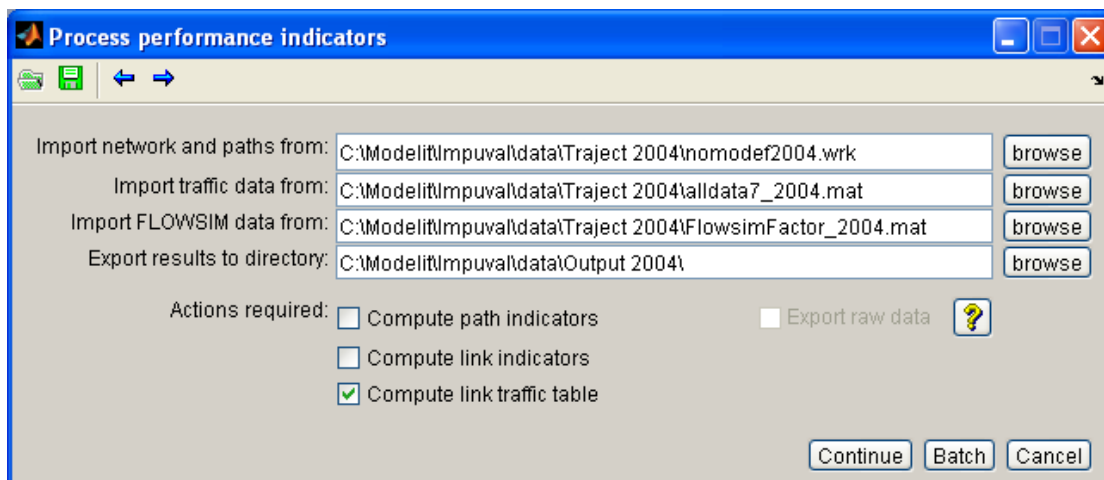 Process performance indicators
Import network and paths from: C:\Modelit\Impuval\data\Traject 2004\nomodef2004.wrk browse
Import traffic data from: C:\Modelit\Impuval\data\Traject 2004\alldata7_2004.mat browse
Import FLOWSIM data from: C:\Modelit\Impuval\data\Traject 2004\FlowsimFactor_2004.mat browse
Export results to directory: C:\Modelit\Impuval\data\Output 2004\ browse
Actions required: Compute path indicators Export raw data ?
Compute link indicators
Compute link traffic table
Continue Batch Cancel